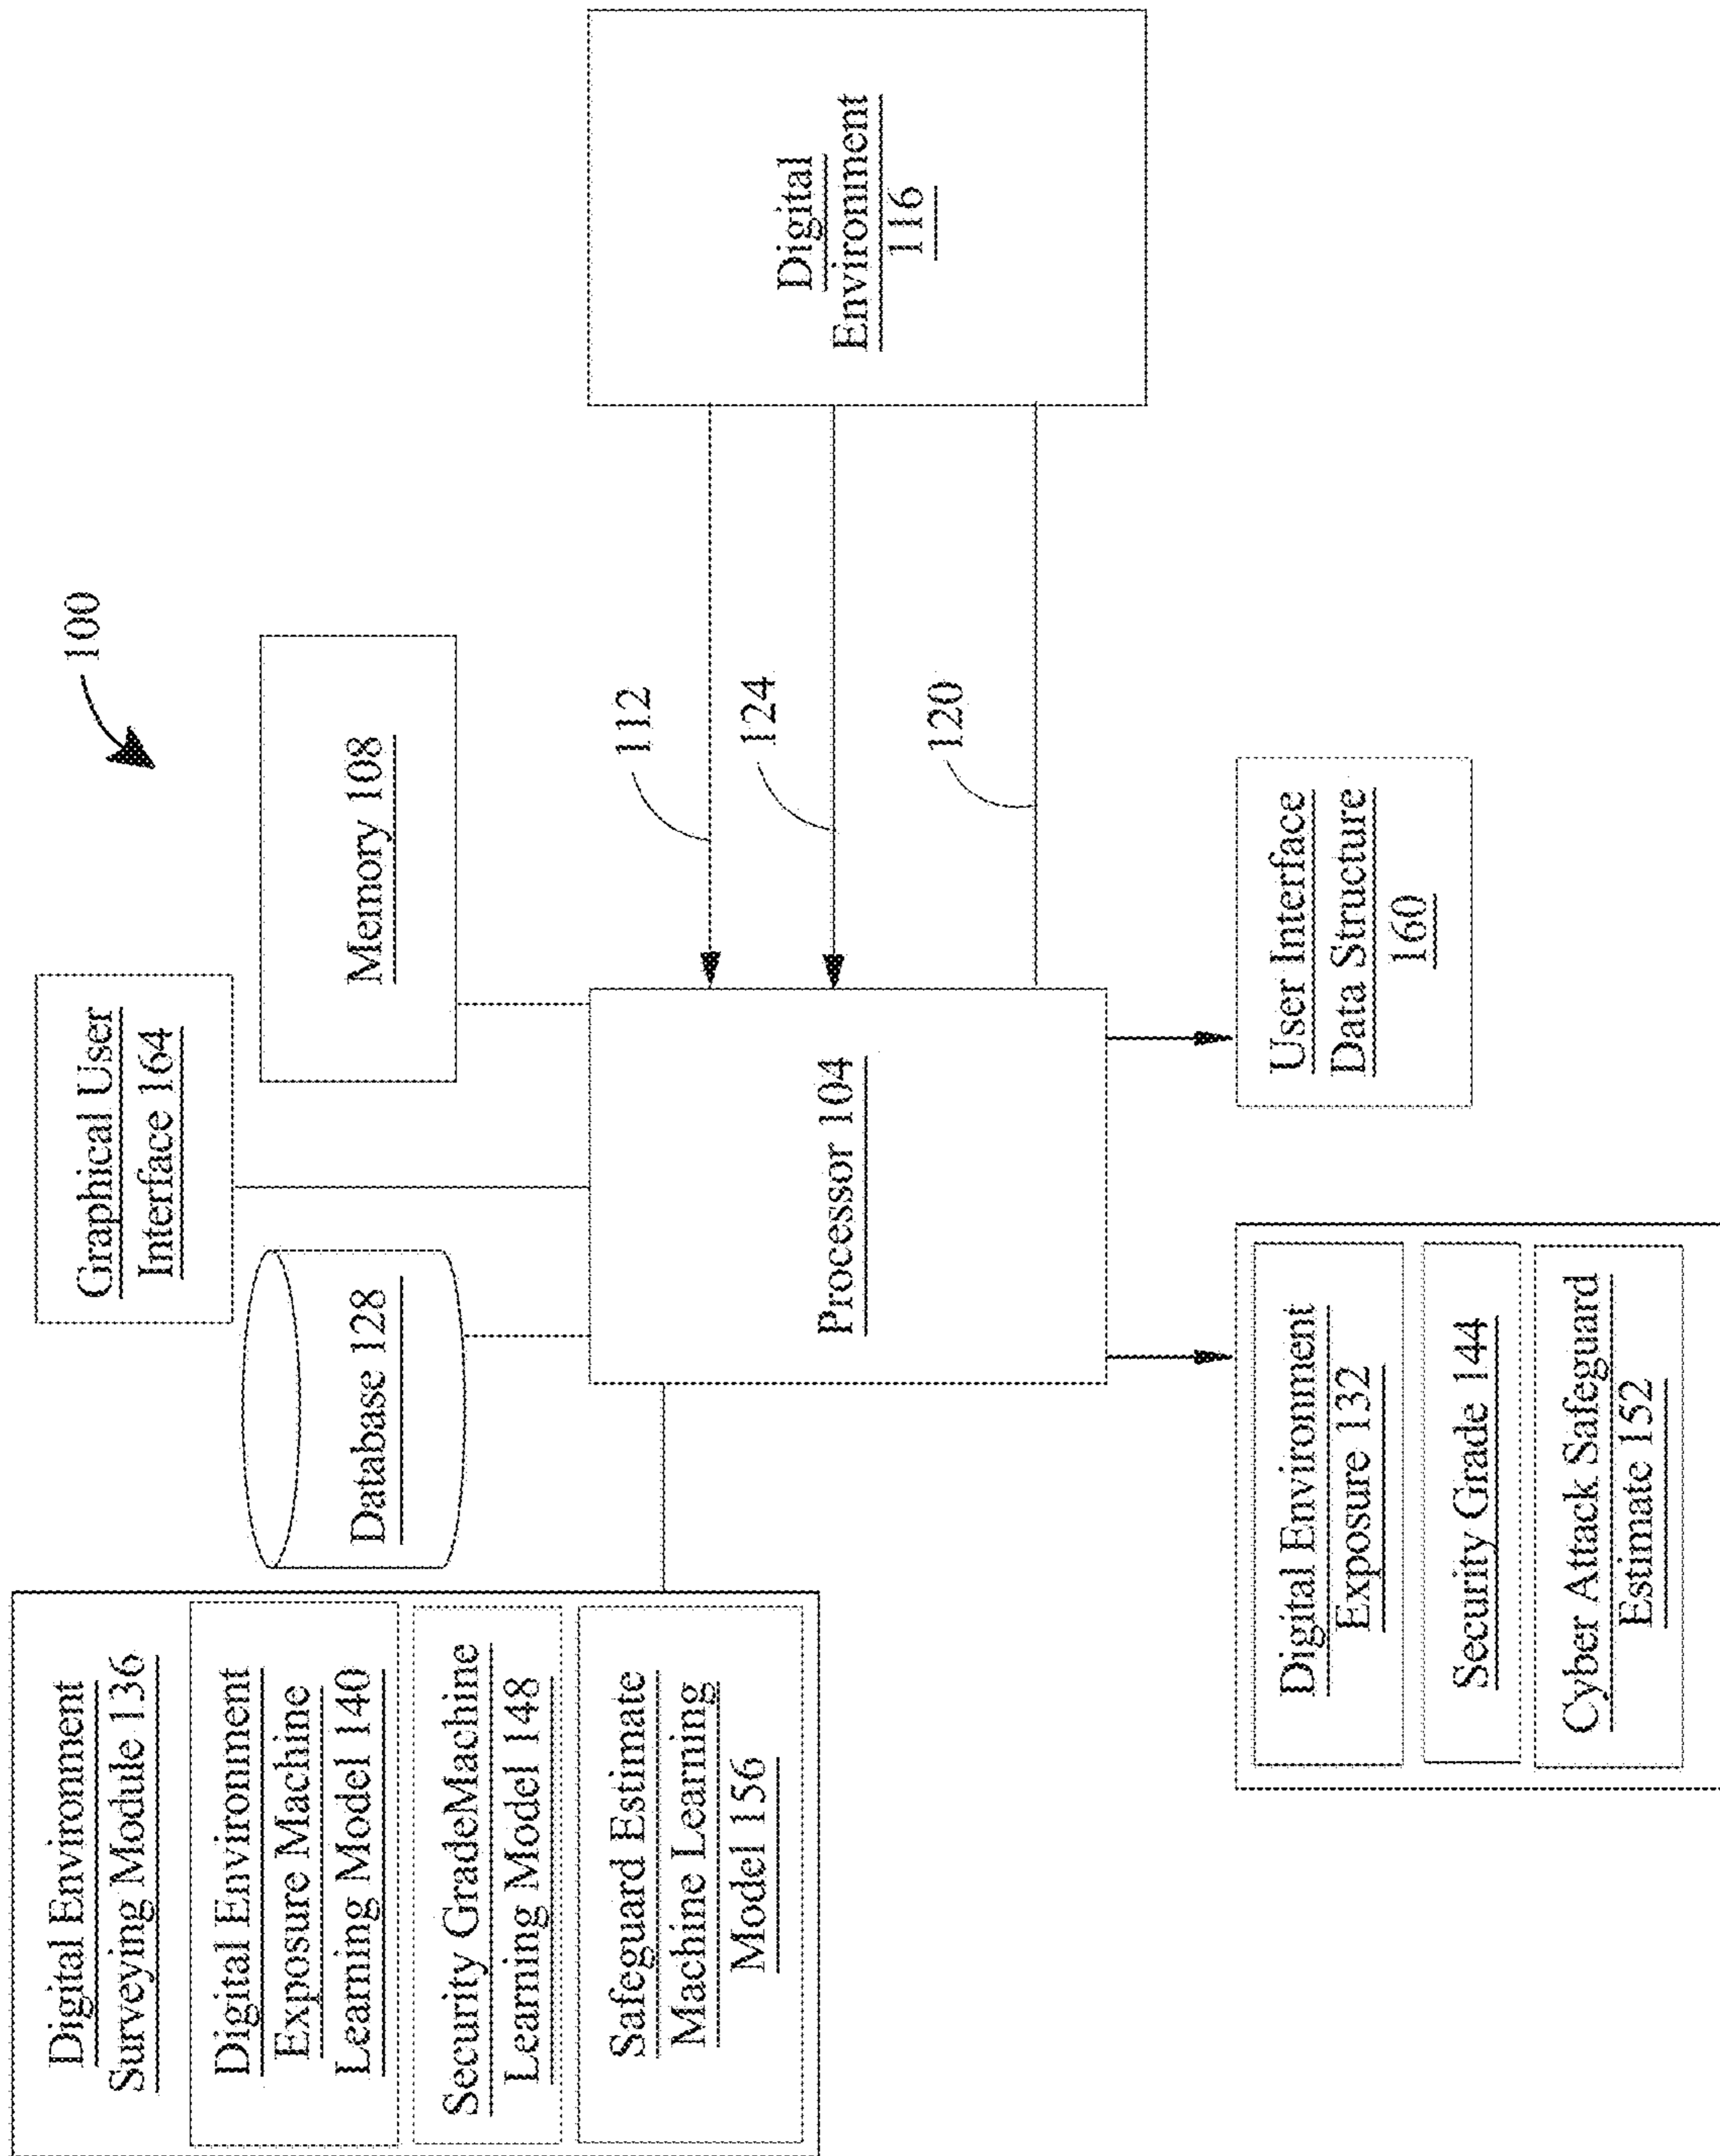 100
Graphical User
Interface 164
Memory 108
Database 128
Digital Environment
Surveying Module 136
Digital Environment
Exposure Machine
Learning Model 140
Security GradeMachine
Learning Model 148
Safeguard Estimate
Machine Learning
Model 156
Processor 104
112
124
120
Digital
Environment
116
Digital Environment
Exposure 132
Security Grade 144
Cyber Attack Safeguard
Estimate 152
User Interface
Data Structure
160